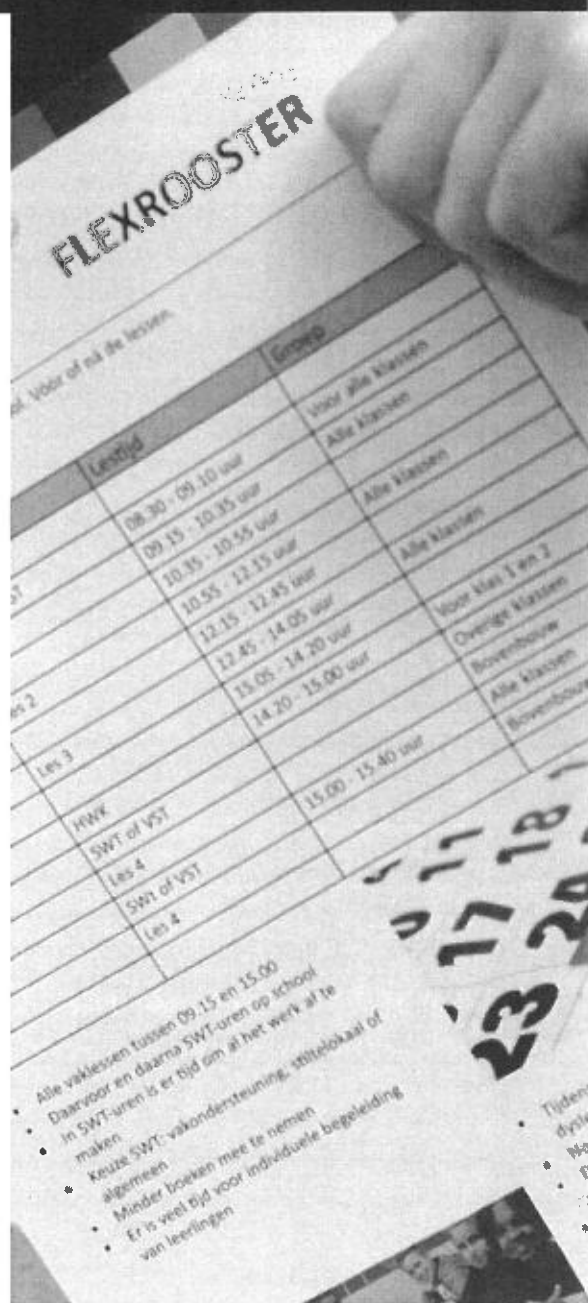 FLEXROOSTER
Vóór of ná de lessen.
Lestijd Groep
08.30 - 09.10 uur Voor alle klassen
09.15 - 10.35 uur Alle klassen
10.35 - 10.55 uur
10.55 - 12.15 uur Alle klassen
12.15 - 12.45 uur
12.45 - 14.05 uur Alle klassen
Les 3
15.05 - 14.20 uur
14.20 - 15.00 uur Voor klas 1 en 2
HWK Overige klassen
SWT of VST Bovenbouw
Les 4 15.00 - 15.40 uur Alle klassen
SWT of VST Bovenbouw
Les 4
11 18
17
23
• Alle vaklessen tussen 09.15 en 15.00
• Daarvoor en daarna SWT-uren op school
• In SWT-uren is er tijd om al het werk af te
maken
• Keuze SWT: vakondersteuning, stiltelokaal of
algemeen
• Minder boeken mee te nemen
• Er is veel tijd voor individuele begeleiding
van leerlingen